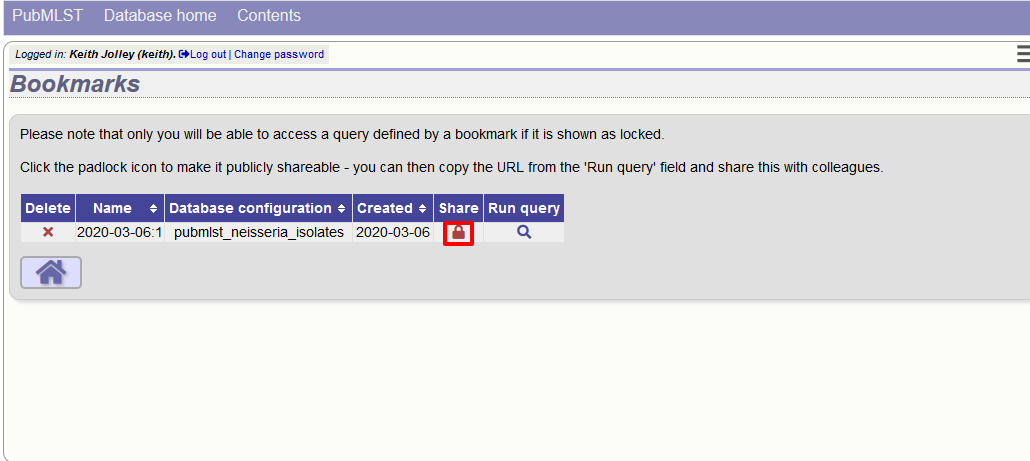 PubMLST Database home Contents
Logged in: Keith Jolley (keith). Log out | Change password
Bookmarks
Please note that only you will be able to access a query defined by a bookmark if it is shown as locked.
Click the padlock icon to make it publicly shareable - you can then copy the URL from the 'Run query' field and share this with colleagues.
Delete Name Database configuration Created Share Run query
2020-03-06:1 pubmlst_neisseria_isolates 2020-03-06